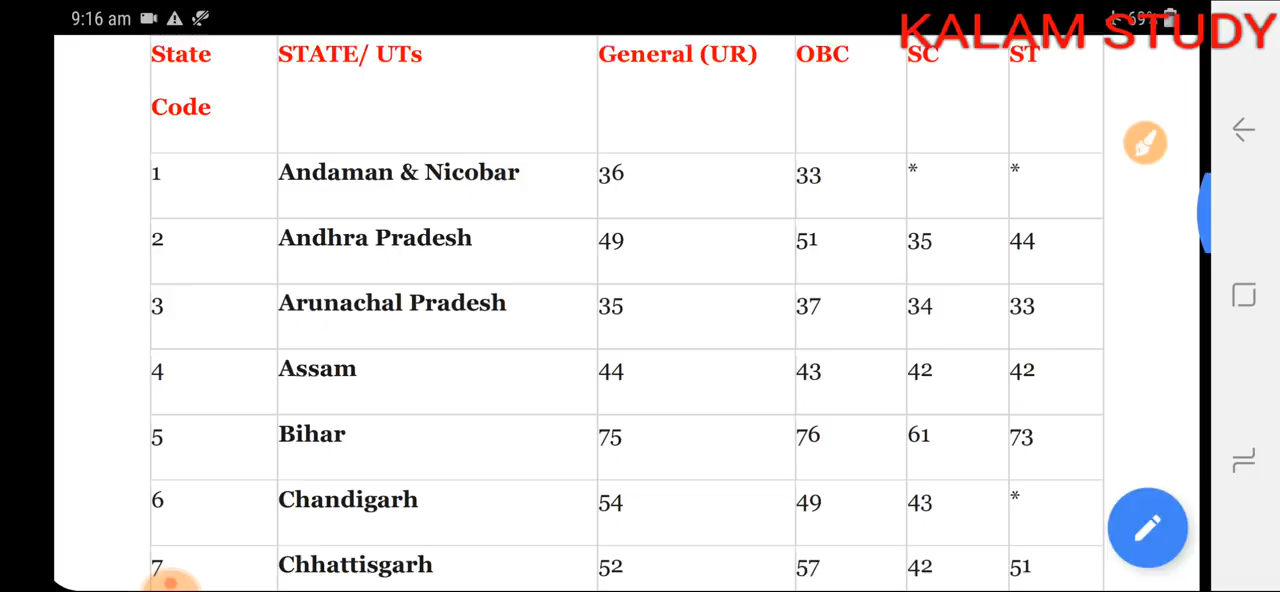 9:16 am 69%
KALAM STUDY
State Code STATE/ UTs General (UR) OBC SC ST
1 Andaman & Nicobar 36 33 * *
2 Andhra Pradesh 49 51 35 44
3 Arunachal Pradesh 35 37 34 33
4 Assam 44 43 42 42
5 Bihar 75 76 61 73
6 Chandigarh 54 49 43 *
7 Chhattisgarh 52 57 42 51